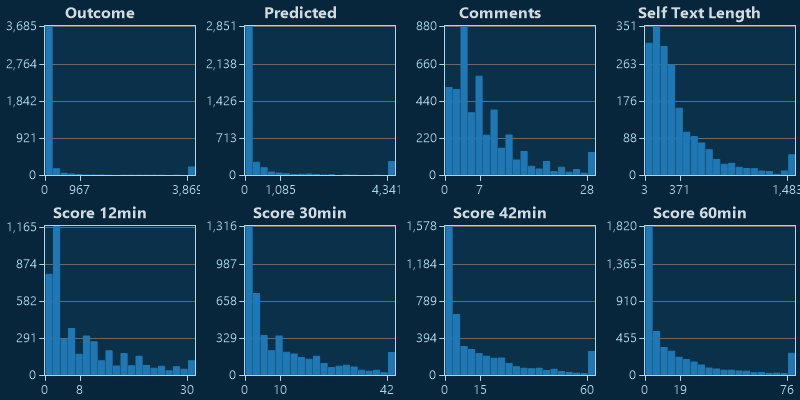 Outcome
3,685
2,764
1,842
921
0
0 967 3,869
Predicted
2,851
2,138
1,426
713
0
0 1,085 4,341
Comments
880
660
440
220
0
0 7 28
Self Text Length
351
263
176
88
0
3 371 1,483
Score 12min
1,165
874
582
291
0
0 8 30
Score 30min
1,316
987
658
329
0
0 10 42
Score 42min
1,578
1,184
789
394
0
0 15 60
Score 60min
1,820
1,365
910
455
0
0 19 76